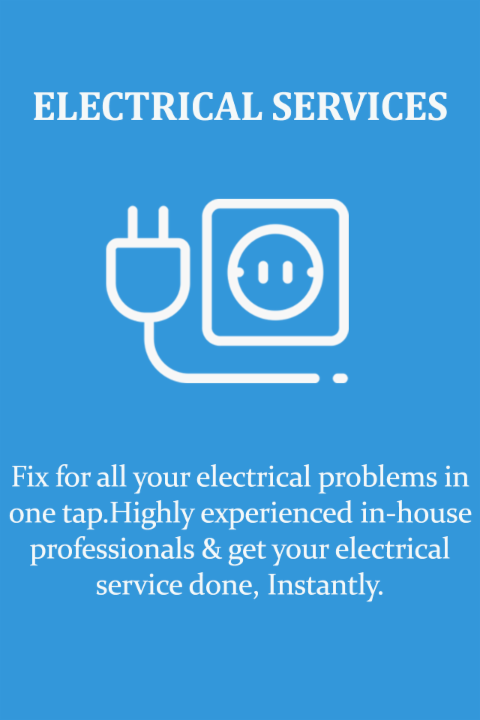 ELECTRICAL SERVICES
Fix for all your electrical problems in
one tap.Highly experienced in-house
professionals & get your electrical
service done, Instantly.